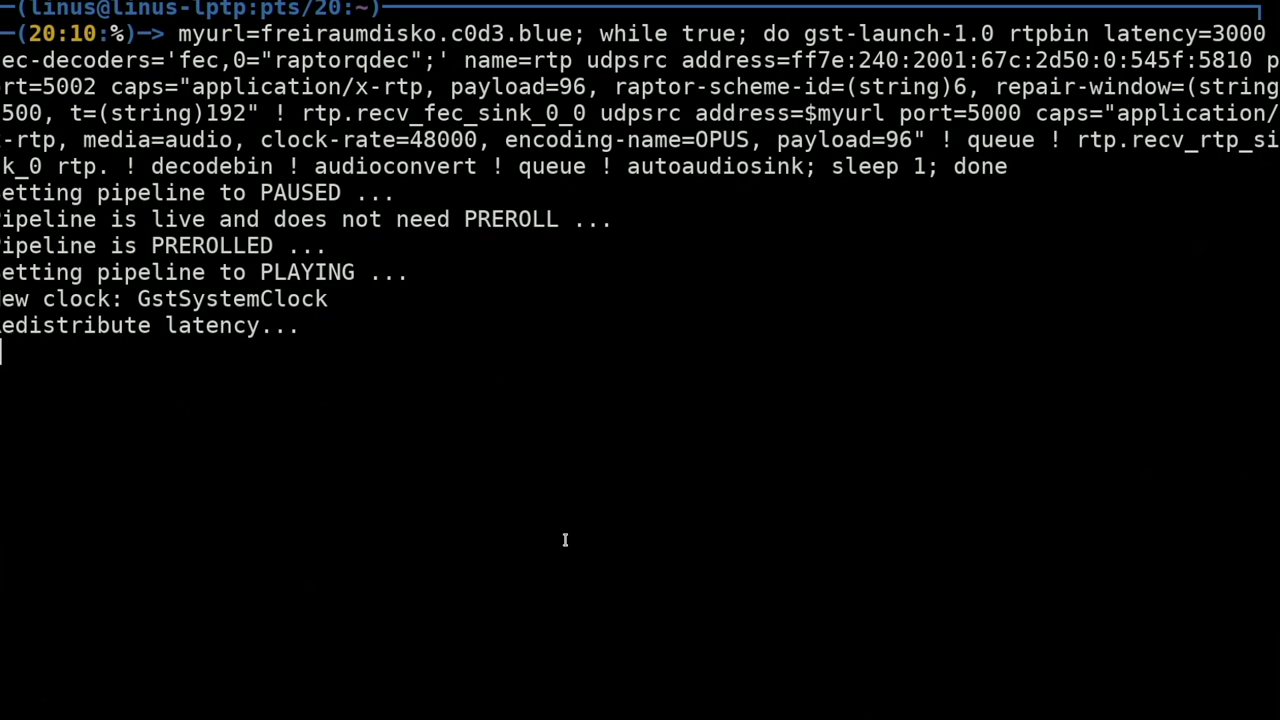 (linus@linus-lptp:pts/20:~)
(20:10:%)—> myurl=freiraumdisko.c0d3.blue; while true; do gst-launch-1.0 rtpbin latency=3000
ec-decoders='fec,0="raptorqdec";' name=rtp udpsrc address=ff7e:240:2001:67c:2d50:0:545f:5810 p
ort=5002 caps="application/x-rtp, payload=96, raptor-scheme-id=(string)6, repair-window=(string
500, t=(string)192" ! rtp.recv_fec_sink_0_0 udpsrc address=$myurl port=5000 caps="application/
-rtp, media=audio, clock-rate=48000, encoding-name=OPUS, payload=96" ! queue ! rtp.recv_rtp_si
k_0 rtp. ! decodebin ! audioconvert ! queue ! autoaudiosink; sleep 1; done
etting pipeline to PAUSED ...
ipeline is live and does not need PREROLL ...
ipeline is PREROLLED ...
etting pipeline to PLAYING ...
ew clock: GstSystemClock
edistribute latency...